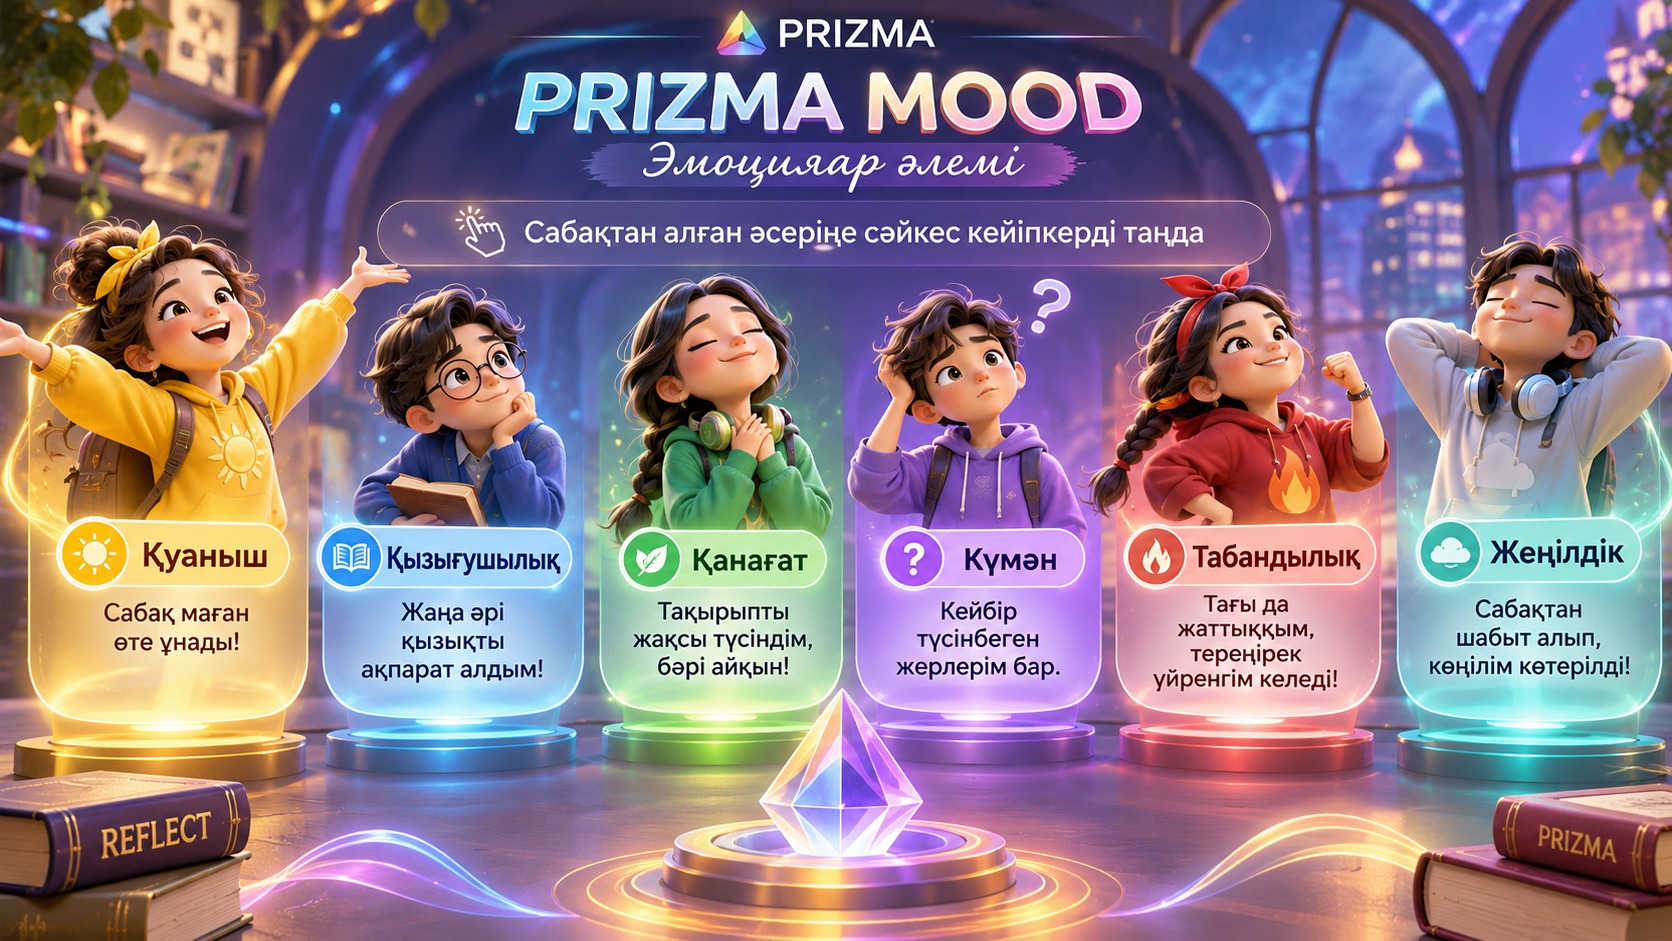 PRIZMA
PRIZMA MOOD
Эмоцияар әлемі
Сабақтан алған әсеріңе сәйкес кейіпкерді таңда
?
Қуаныш
Сабақ маған
өте ұнады!
Қызығушылық
Жаңа әрі
қызықты
ақпарат алдым!
Қанағат
Тақырыпты
жақсы түсіндім,
бәрі айқын!
?
Күмән
Кейбір
түсінбеген
жерлерім бар.
Табандылық
Тағы да
жаттыққым,
тереңірек
үйренгім келеді!
Жеңілдік
Сабақтан
шабыт алып,
көңілім көтерілді!
REFLECT
PRIZMA